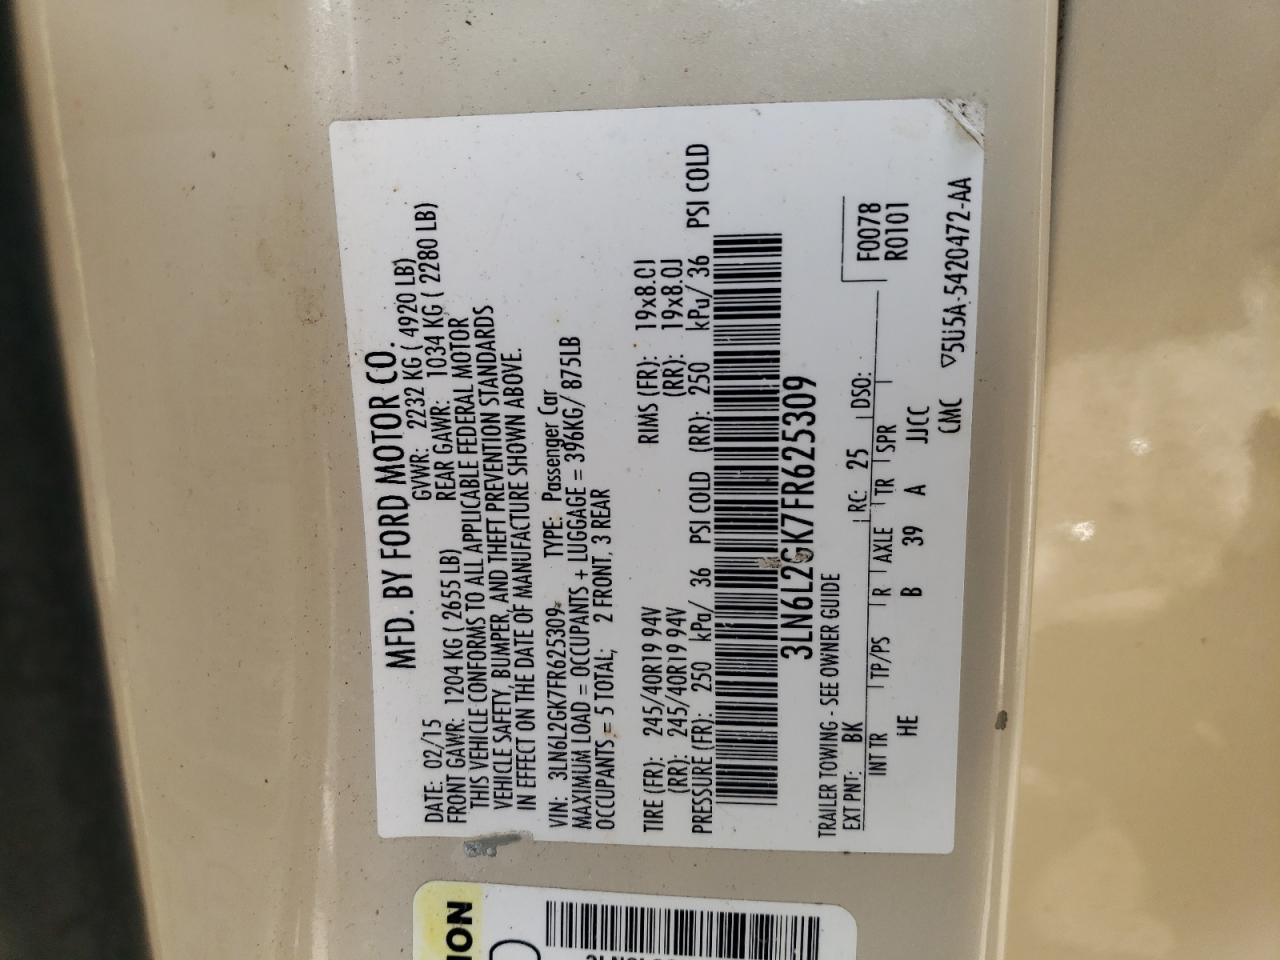 MFD. BY FORD MOTOR CO.
DATE: 02/15 GVWR: 2232 KG ( 4920 LB)
FRONT GAWR: 1204 KG ( 2655 LB) REAR GAWR: 1034 KG ( 2280 LB)
THIS VEHICLE CONFORMS TO ALL APPLICABLE FEDERAL MOTOR
VEHICLE SAFETY, BUMPER, AND THEFT PREVENTION STANDARDS
IN EFFECT ON THE DATE OF MANUFACTURE SHOWN ABOVE.
VIN: 3LN6L2GK7FR625309 TYPE: Passenger Car
MAXIMUM LOAD = OCCUPANTS + LUGGAGE = 396KG/ 875LB
OCCUPANTS = 5 TOTAL; 2 FRONT, 3 REAR
TIRE (FR): 245/40R19 94V RIMS (FR): 19x8.0J
(RR): 245/40R19 94V (RR): 19x8.0J
PRESSURE (FR): 250 kPa/ 36 PSI COLD (RR): 250 kPu/ 36 PSI COLD
3LN6L2GK7FR625309
TRAILER TOWING - SEE OWNER GUIDE
EXT PNT: BK RC: 25 DSO:
F0078
R0101
INT TR TP/PS R AXLE TR SPR
HE B 39 A JJCC
CMC
▽5U5A-5420472-AA